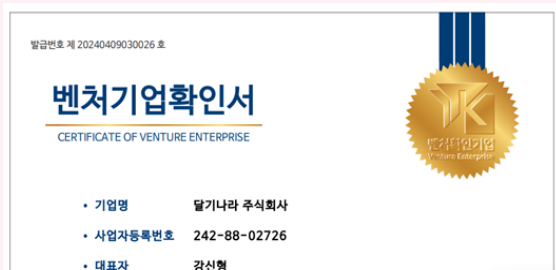 발급번호 제 20240409030026 호
벤처기업확인서
CERTIFICATE OF VENTURE ENTERPRISE
벤처확인기업
Venture Enterprise
• 기업명 달기나라 주식회사
• 사업자등록번호 242-88-02726
• 대표자 강신형